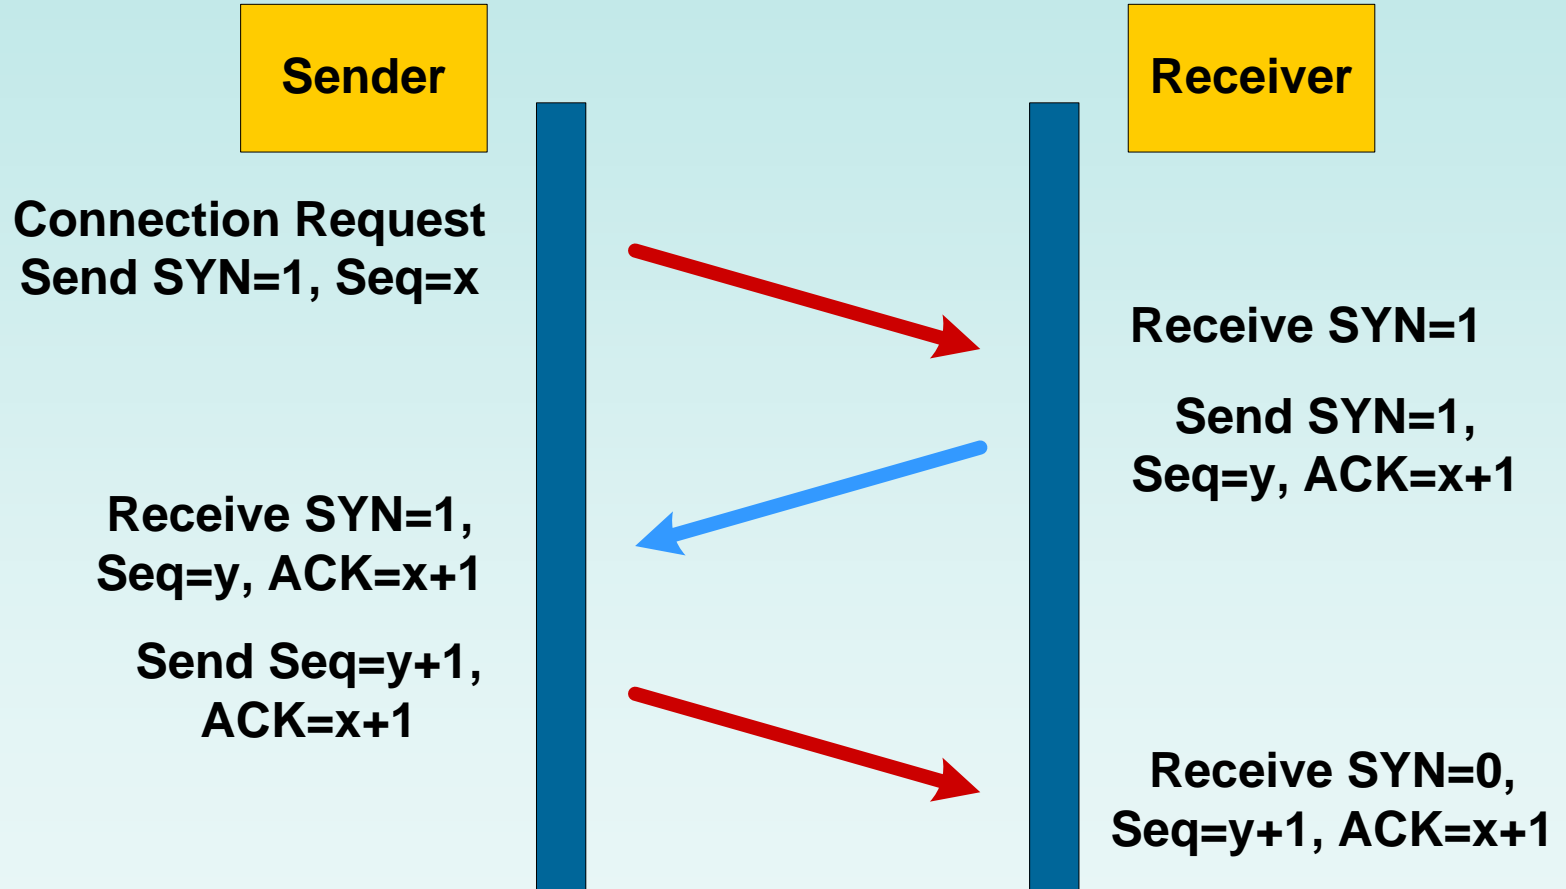 Sender
Receiver
Connection Request
Send SYN=1, Seq=x
Receive SYN=1
Send SYN=1,
Seq=y, ACK=x+1
Receive SYN=1,
Seq=y, ACK=x+1
Send Seq=y+1,
ACK=x+1
Receive SYN=0,
Seq=y+1, ACK=x+1